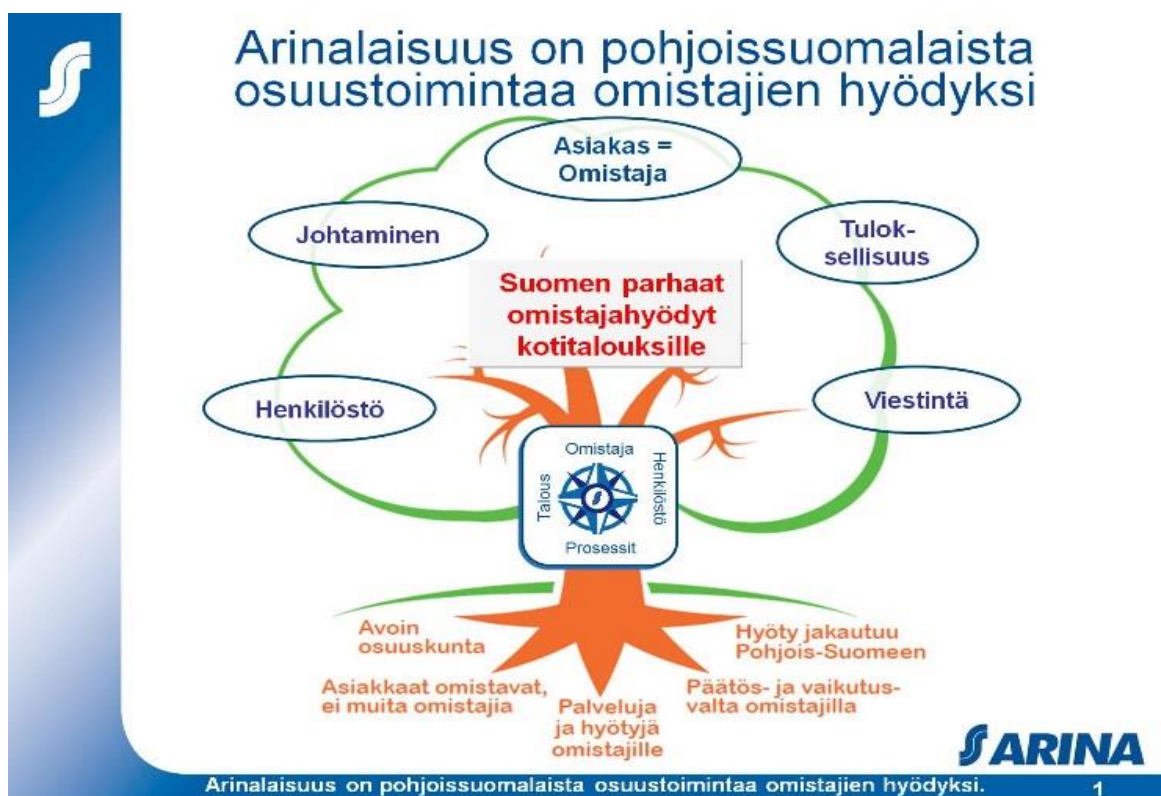 Arinalaisuus on pohjoissuomalaista
osuustoimintaa omistajien hyödyksi
Asiakas =
Omistaja
Johtaminen
Tulok-
sellisuus
Suomen parhaat
omistajahyödyt
kotitalouksille
Henkilöstö
Viestintä
Omistaja
Talous
Henkilöstö
Prosessit
Avoin
osuuskunta
Hyöty jakautuu
Pohjois-Suomeen
Asiakkaat omistavat,
ei muita omistajia
Palveluja
ja hyötyjä
omistajille
Päätös- ja vaikutus-
valta omistajilla
S ARINA
Arinalaisuus on pohjoissuomalaista osuustoimintaa omistajien hyödyksi. 1